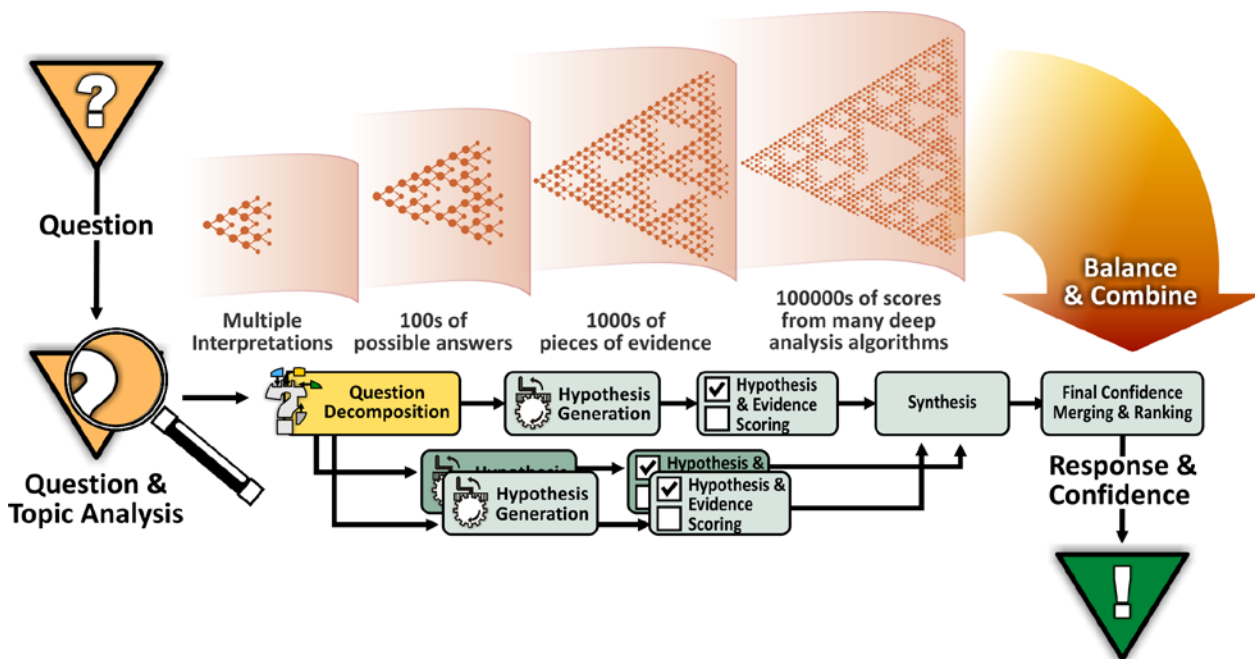 ?
Question
Question &
Topic Analysis
Multiple
Interpretations
100s of
possible answers
1000s of
pieces of evidence
100000s of scores
from many deep
analysis algorithms
Balance
& Combine
?
Question
Decomposition
Hypothesis
Generation
Hypothesis
& Evidence
Scoring
Synthesis
Final Confidence
Merging & Ranking
Hypothesis
Hypothesis
Generation
Hypothesis &
Hypothesis &
Evidence
Scoring
Response &
Confidence
!